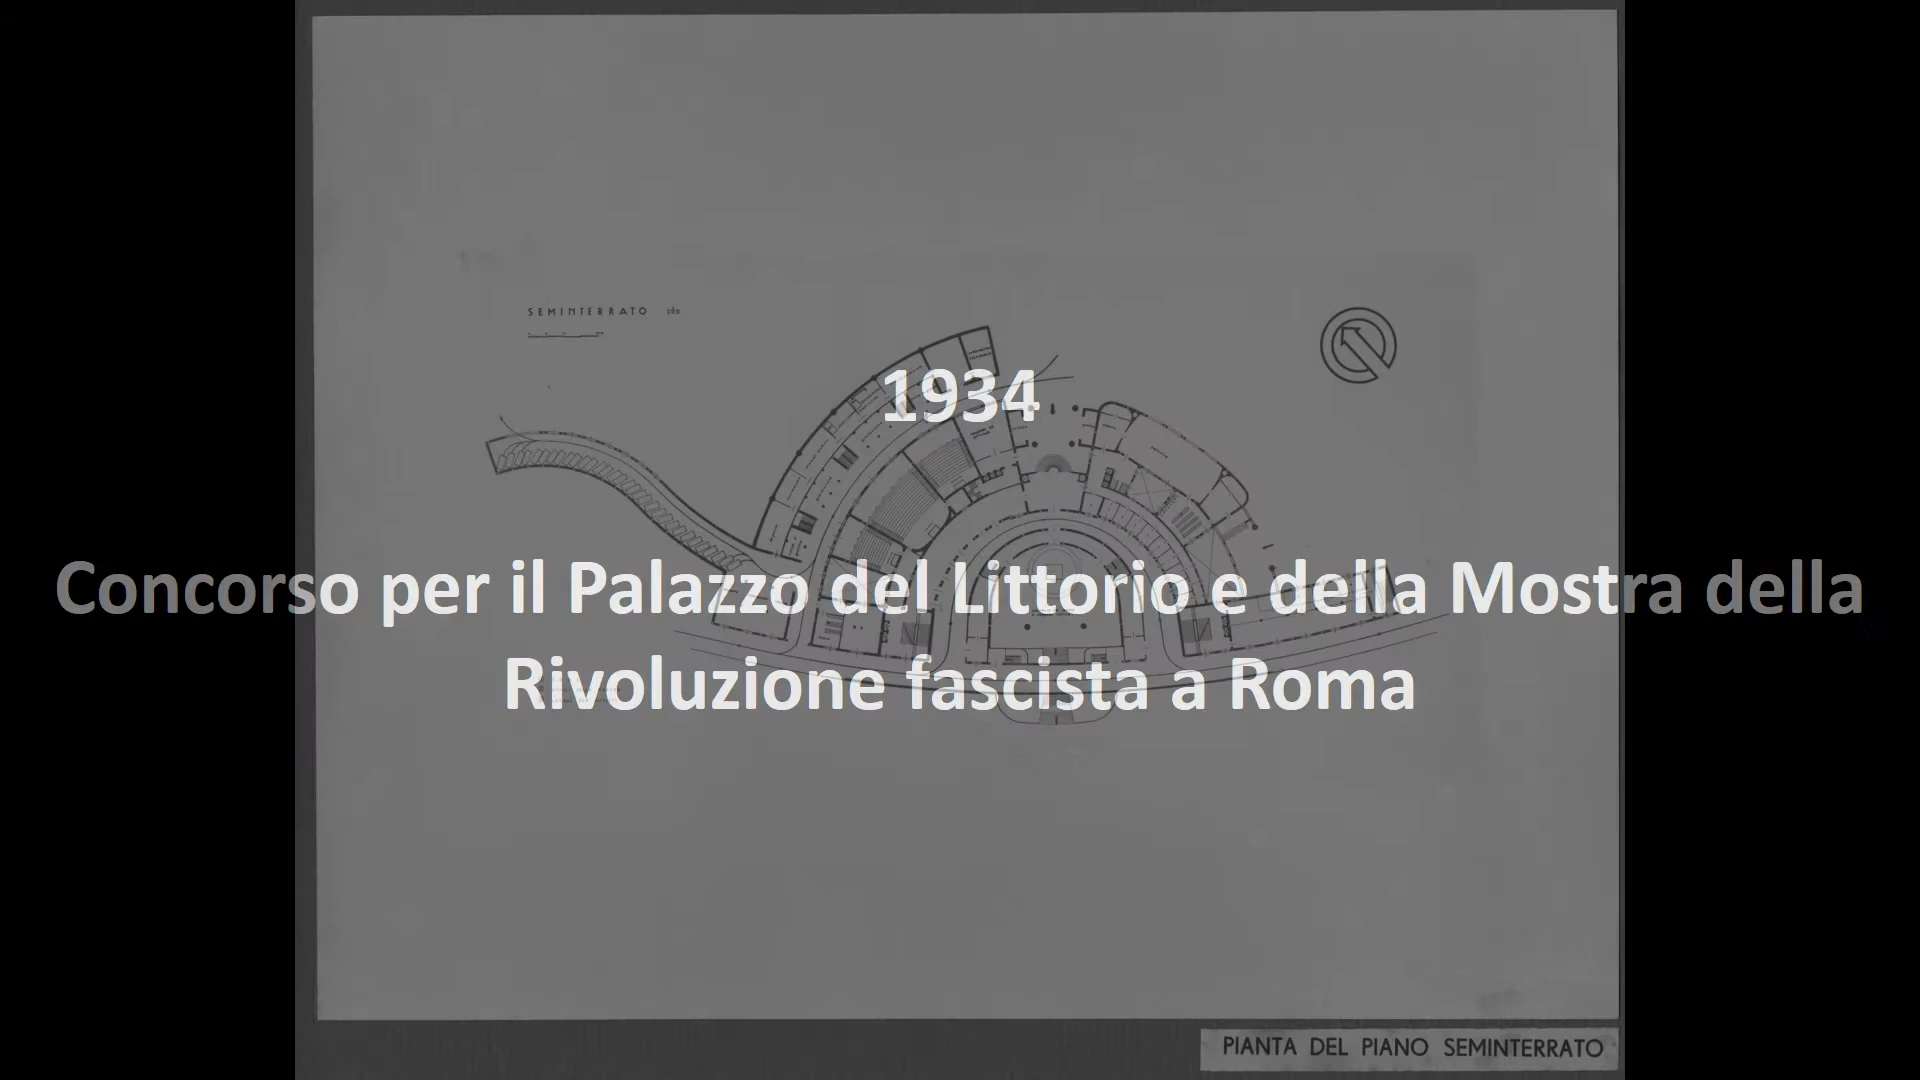 SEMINTERRATO
1934
Concorso per il Palazzo del Littorio e della Mostra della
Rivoluzione fascista a Roma
PIANTA DEL PIANO SEMINTERRATO